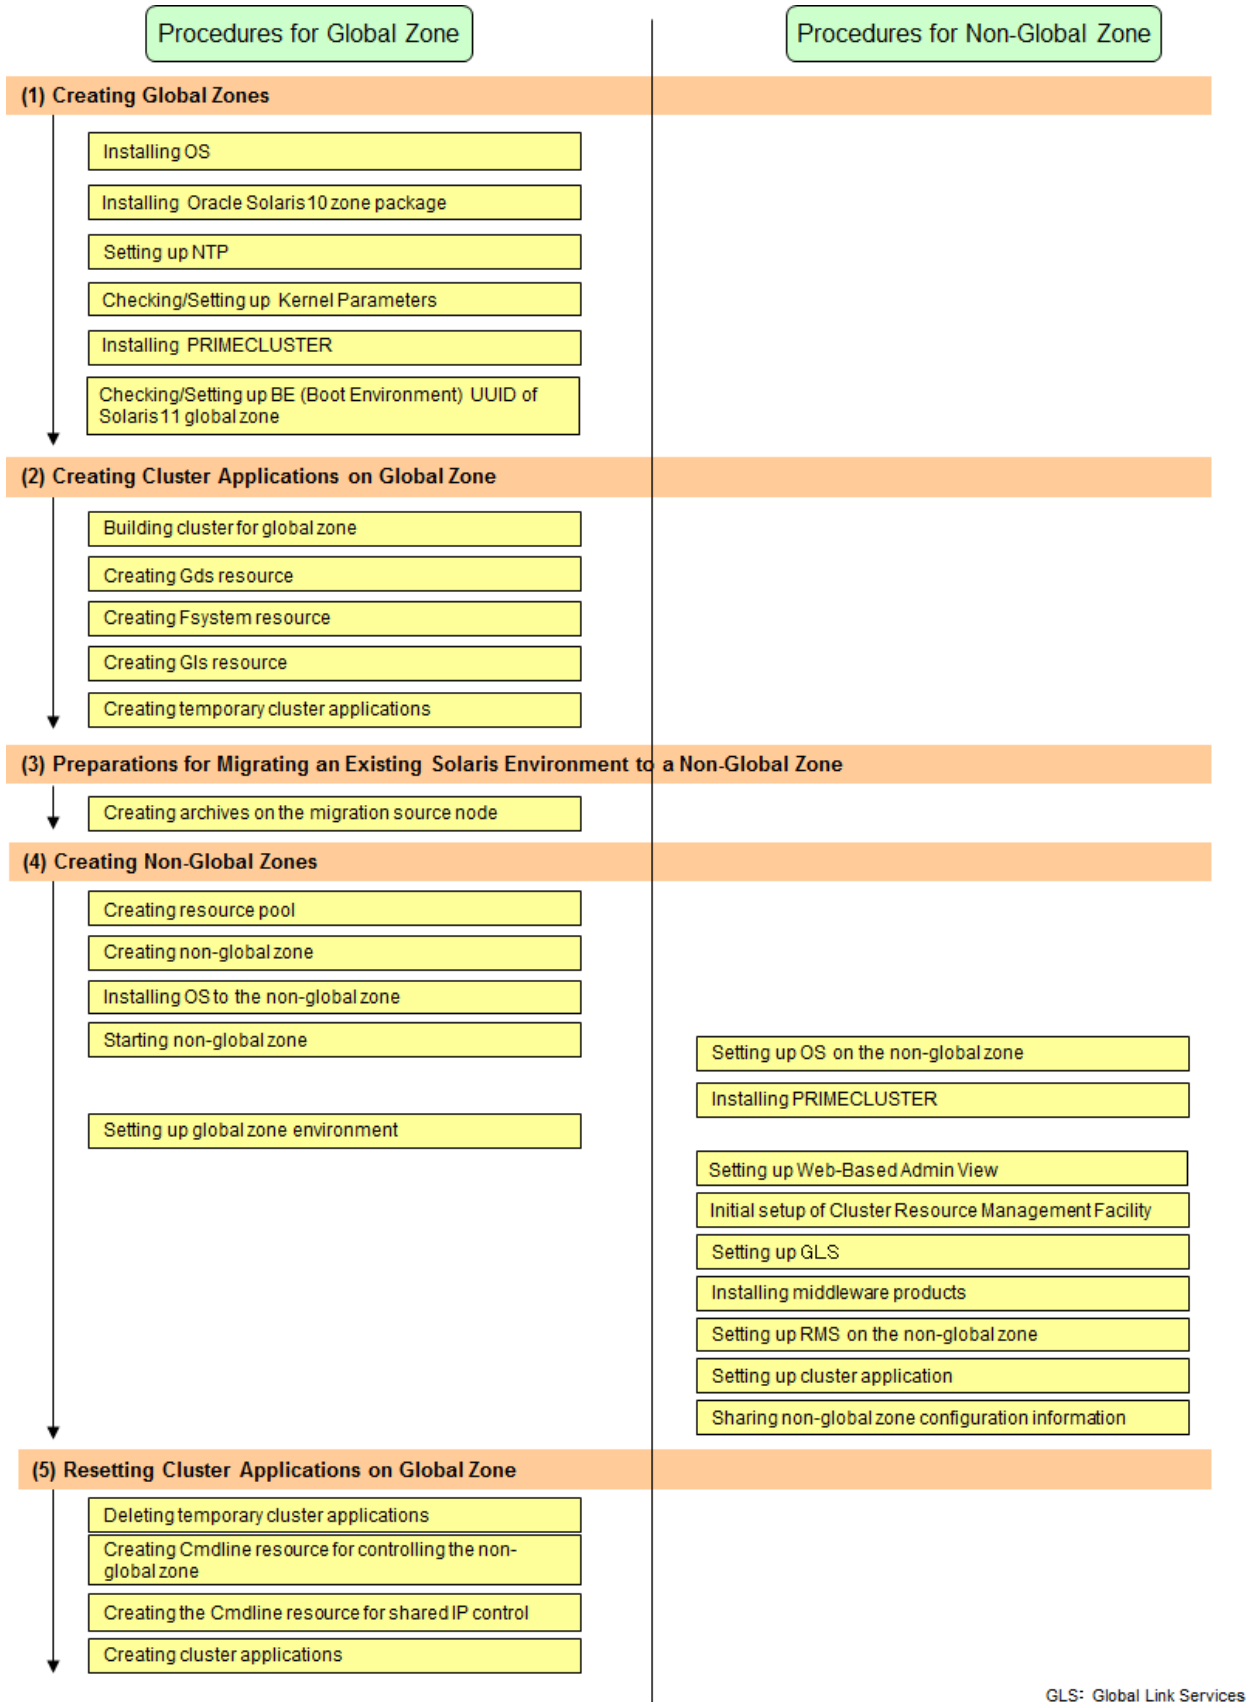 Procedures for Global Zone
Procedures for Non-Global Zone
(1) Creating Global Zones
Installing OS
Installing Oracle Solaris10 zone package
Setting up NTP
Checking/Setting up Kernel Parameters
Installing PRIMECLUSTER
Checking/Setting up BE (Boot Environment) UUID of
Solaris11 global zone
(2) Creating Cluster Applications on Global Zone
Building cluster for global zone
Creating Gds resource
Creating Fsystem resource
Creating Gls resource
Creating temporary cluster applications
(3) Preparations for Migrating an Existing Solaris Environment to a Non-Global Zone
Creating archives on the migration source node
(4) Creating Non-Global Zones
Creating resource pool
Creating non-global zone
Installing OS to the non-global zone
Starting non-global zone
Setting up OS on the non-global zone
Installing PRIMECLUSTER
Setting up global zone environment
Setting up Web-Based Admin View
Initial setup of Cluster Resource Management Facility
Setting up GLS
Installing middleware products
Setting up RMS on the non-global zone
Setting up cluster application
Sharing non-global zone configuration information
(5) Resetting Cluster Applications on Global Zone
Deleting temporary cluster applications
Creating Cmdline resource for controlling the non-
global zone
Creating the Cmdline resource for shared IP control
Creating cluster applications
GLS: Global Link Services